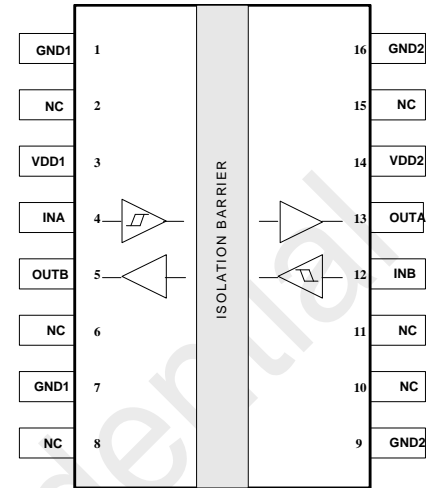 GND1 1 16 GND2
NC 2 15 NC
VDD1 3 14 VDD2
INA 4 13 OUTA
OUTB 5 12 INB
NC 6 11 NC
GND1 7 10 NC
NC 8 9 GND2
ISOLATION BARRIER
dential